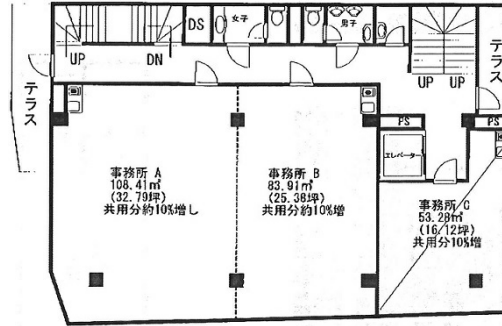 DS
女子
男子
テラス
UP
DN
UP
UP
テラス
PS
PS
エレベーター
事務所 A
108.41㎡
(32.79坪)
共用分約10%増し
事務所 B
83.91㎡
(25.38坪)
共用分約10%増
事務所 C
53.28㎡
(16.12坪)
共用分10%増